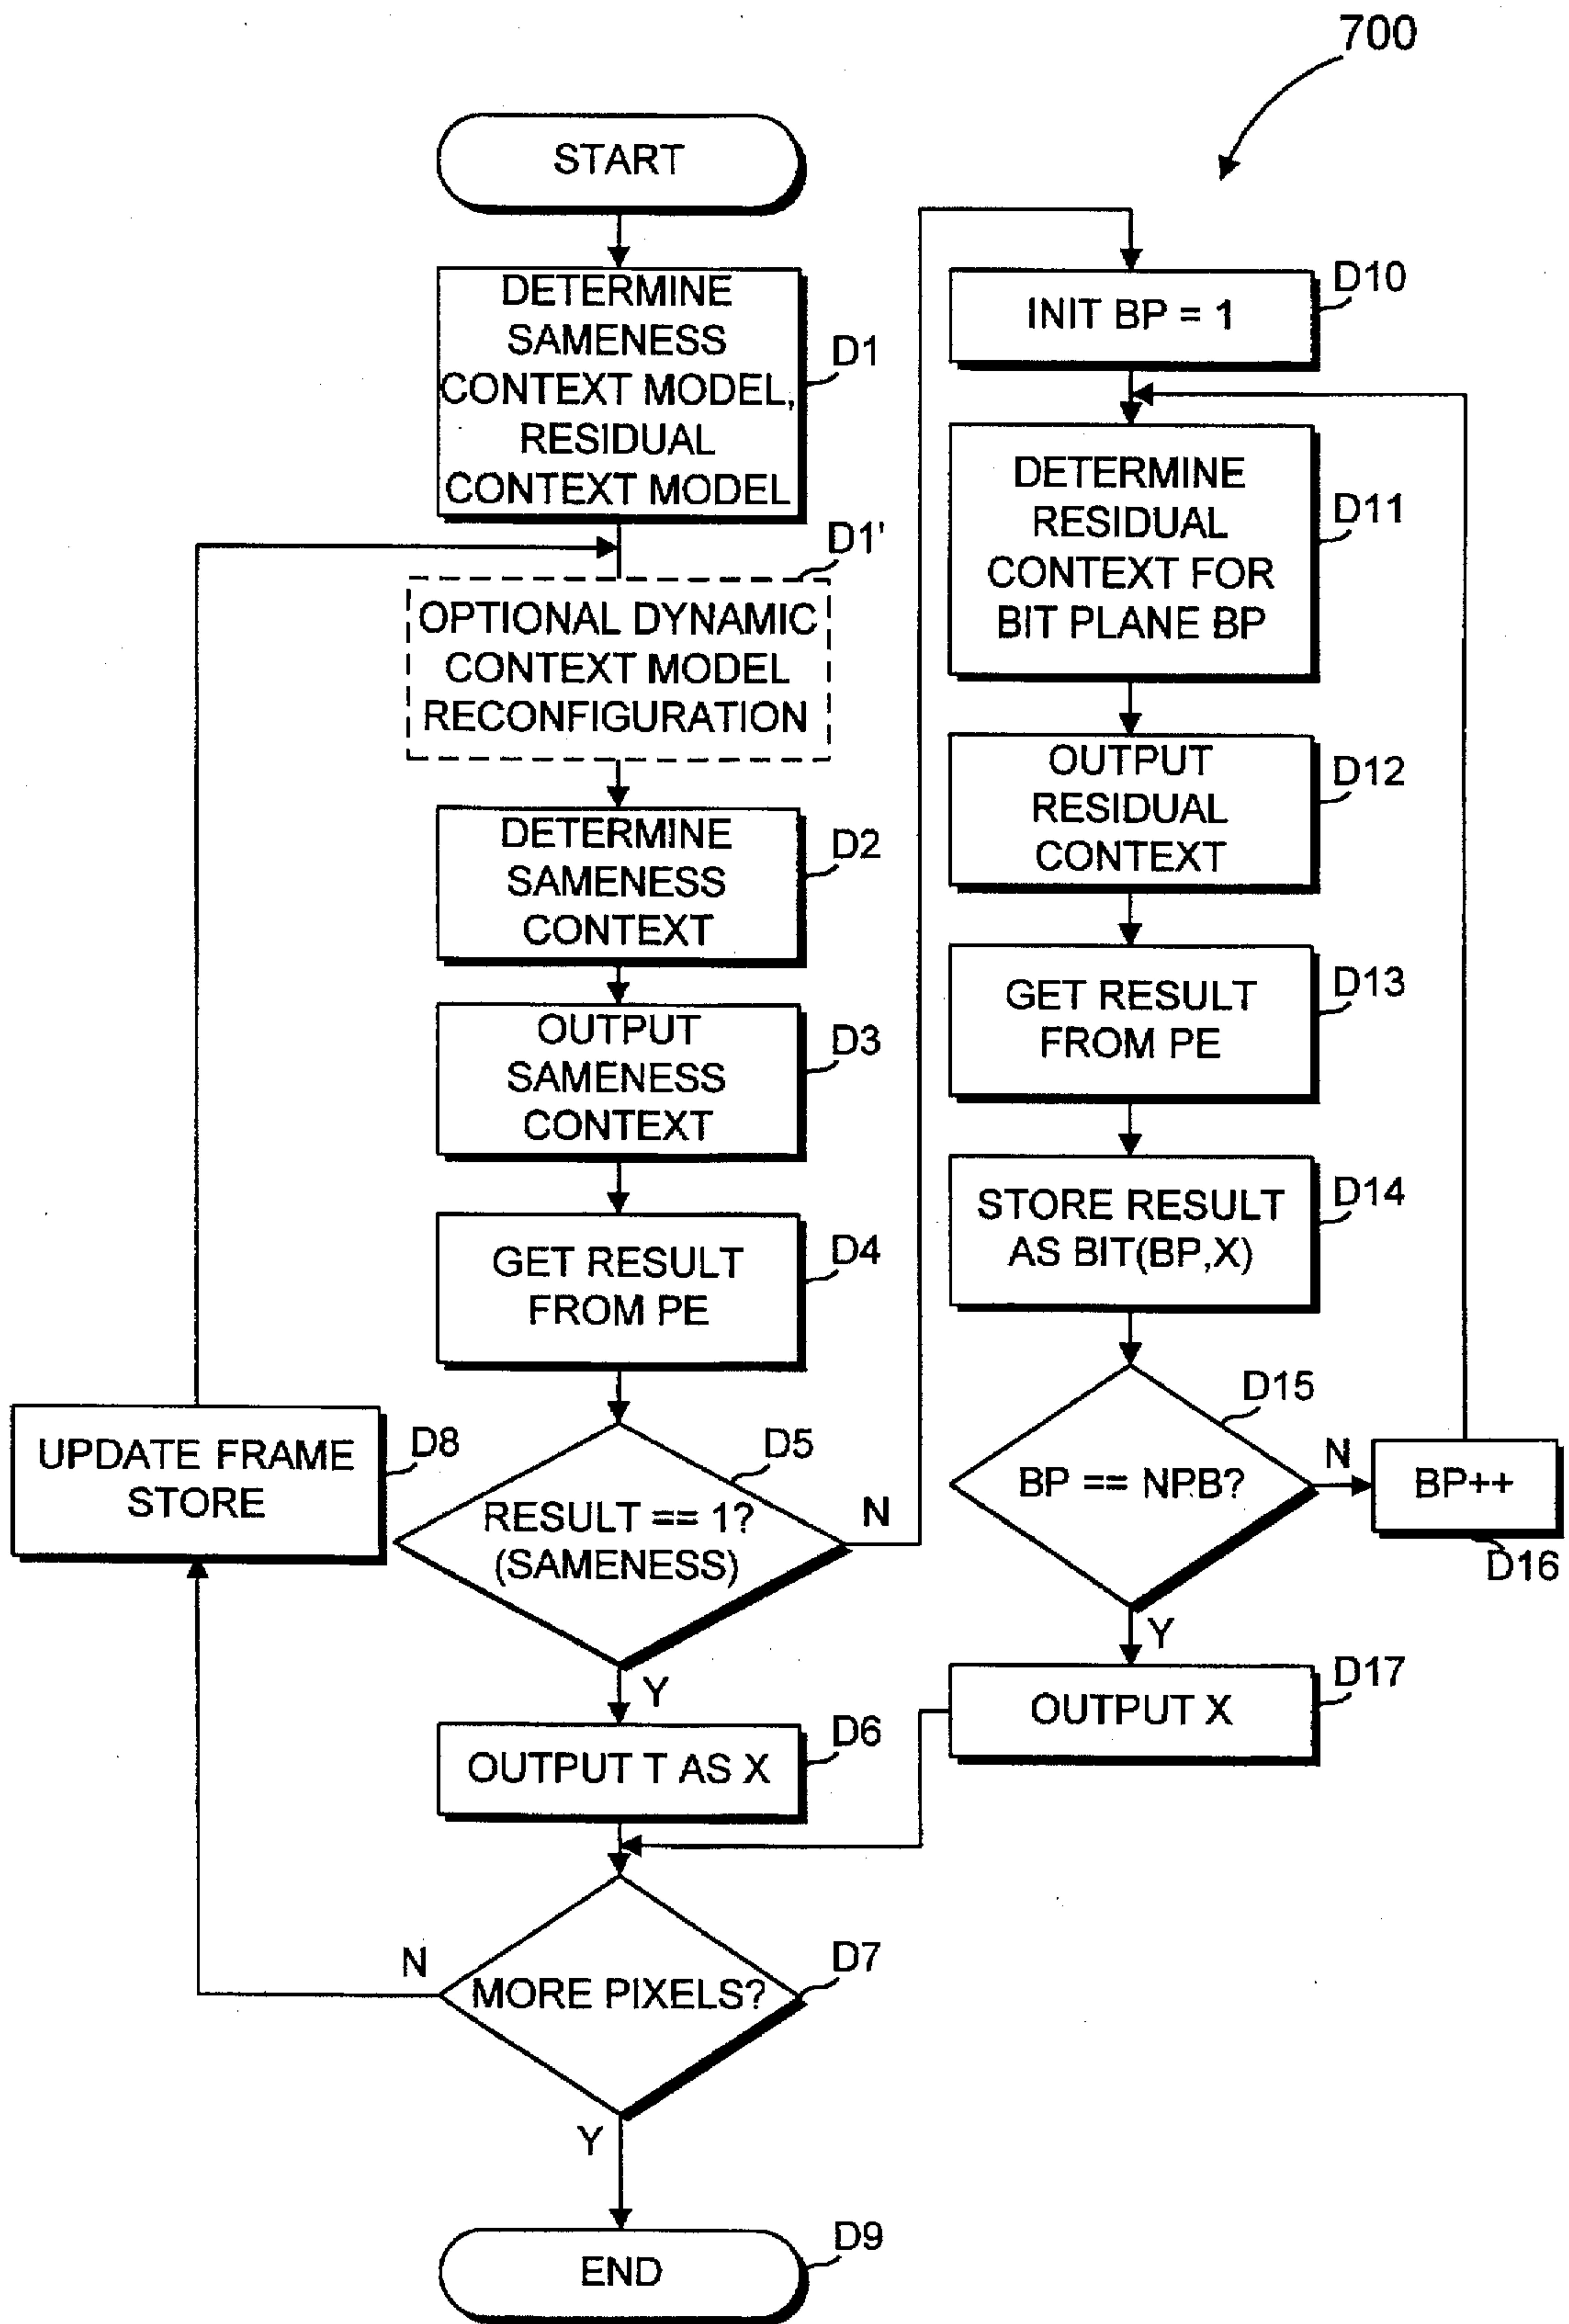 700
START
DETERMINE
SAMENESS
CONTEXT MODEL,
RESIDUAL
CONTEXT MODEL
D1
D1'
OPTIONAL DYNAMIC
CONTEXT MODEL
RECONFIGURATION
DETERMINE
SAMENESS
CONTEXT
D2
OUTPUT
SAMENESS
CONTEXT
D3
GET RESULT
FROM PE
D4
UPDATE FRAME
STORE
D8
RESULT == 1?
(SAMENESS)
D5
N
Y
OUTPUT T AS X
D6
MORE PIXELS?
D7
N
Y
END
D9
INIT BP = 1
D10
DETERMINE
RESIDUAL
CONTEXT FOR
BIT PLANE BP
D11
OUTPUT
RESIDUAL
CONTEXT
D12
GET RESULT
FROM PE
D13
STORE RESULT
AS BIT(BP,X)
D14
BP == NPB?
D15
N
BP++
D16
Y
OUTPUT X
D17